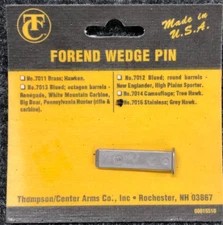 TC
Made in
U.S.A.
FOREND WEDGE PIN
No.7011 Brass; Hawken.
No.7012 Blued; round barrels -
No.7013 Blued; octagon barrels -
New Englander, High Plains Sporter.
Renegade, White Mountain Carbine,
No.7014 Camouflage; Tree Hawk.
Big Boar, Pennsylvania Hunter (rifle &
No.7015 Stainless; Grey Hawk.
carbine).
Thompson/Center Arms Co., Inc • Rochester, NH 03867